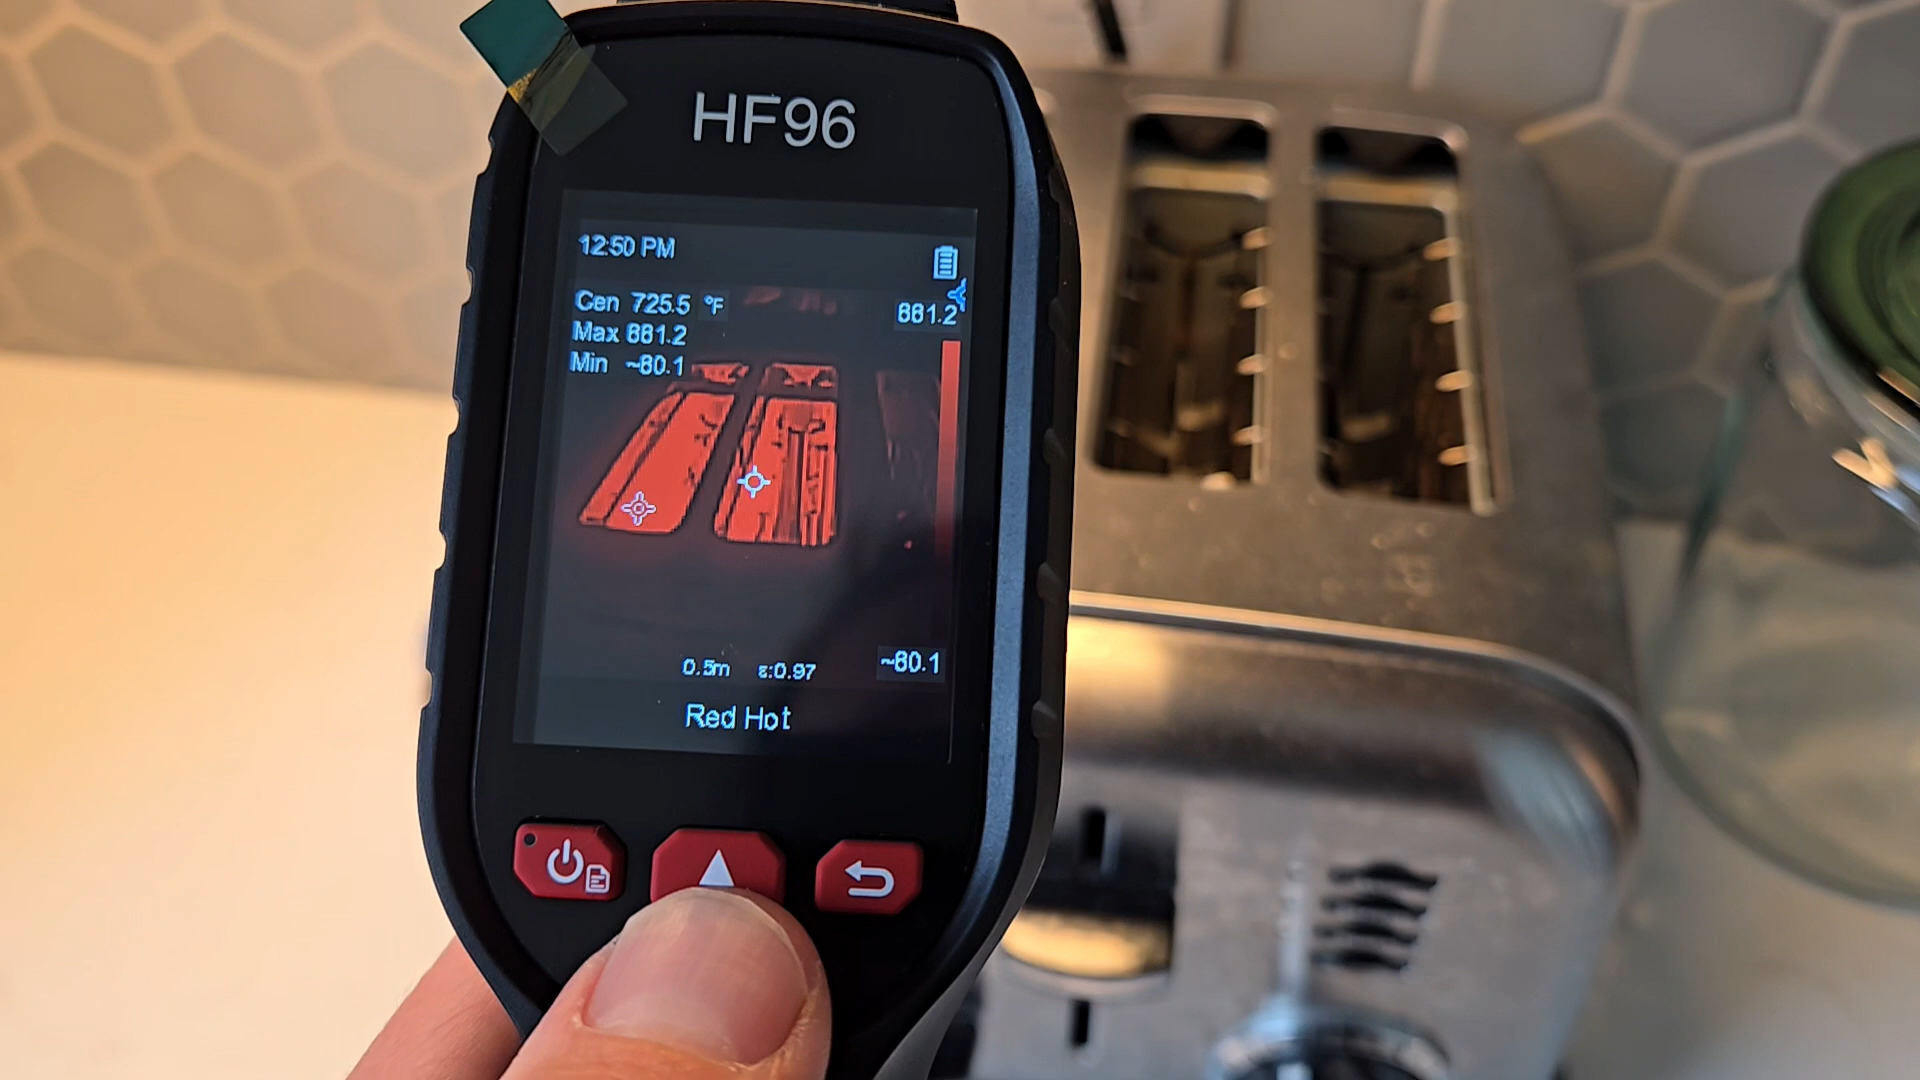 HF96
12:50 PM
Cen 725.5 °F
881.2
Max 881.2
Min ~80.1
0.5m ε:0.97
~80.1
Red Hot